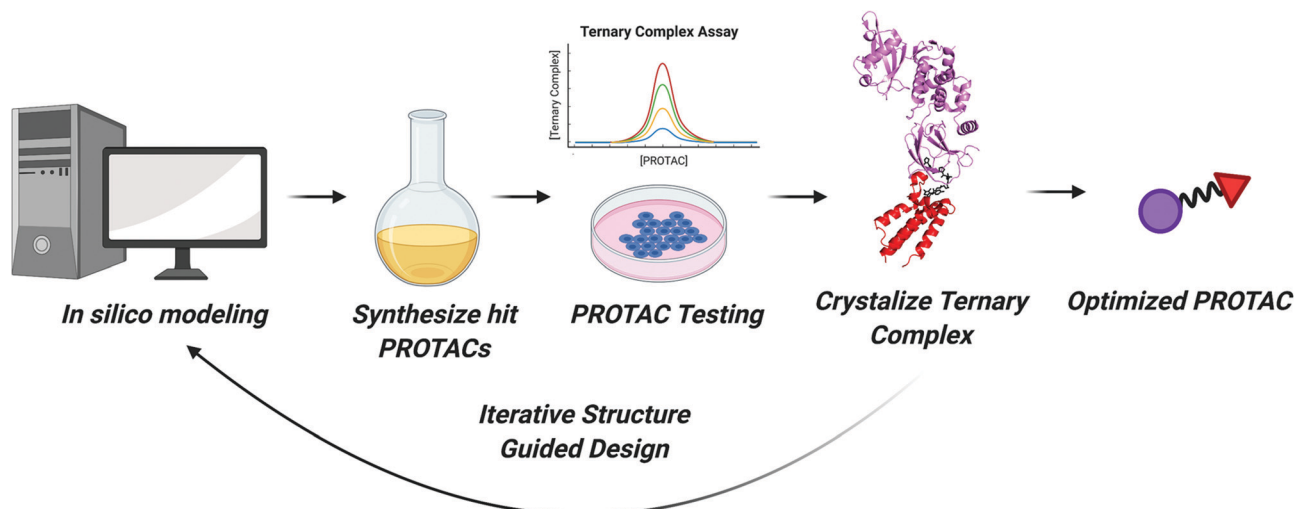 Ternary Complex Assay
[Ternary Complex]
[PROTAC]
In silico modeling
Synthesize hit
PROTACs
PROTAC Testing
Crystalize Ternary
Complex
Optimized PROTAC
Iterative Structure
Guided Design